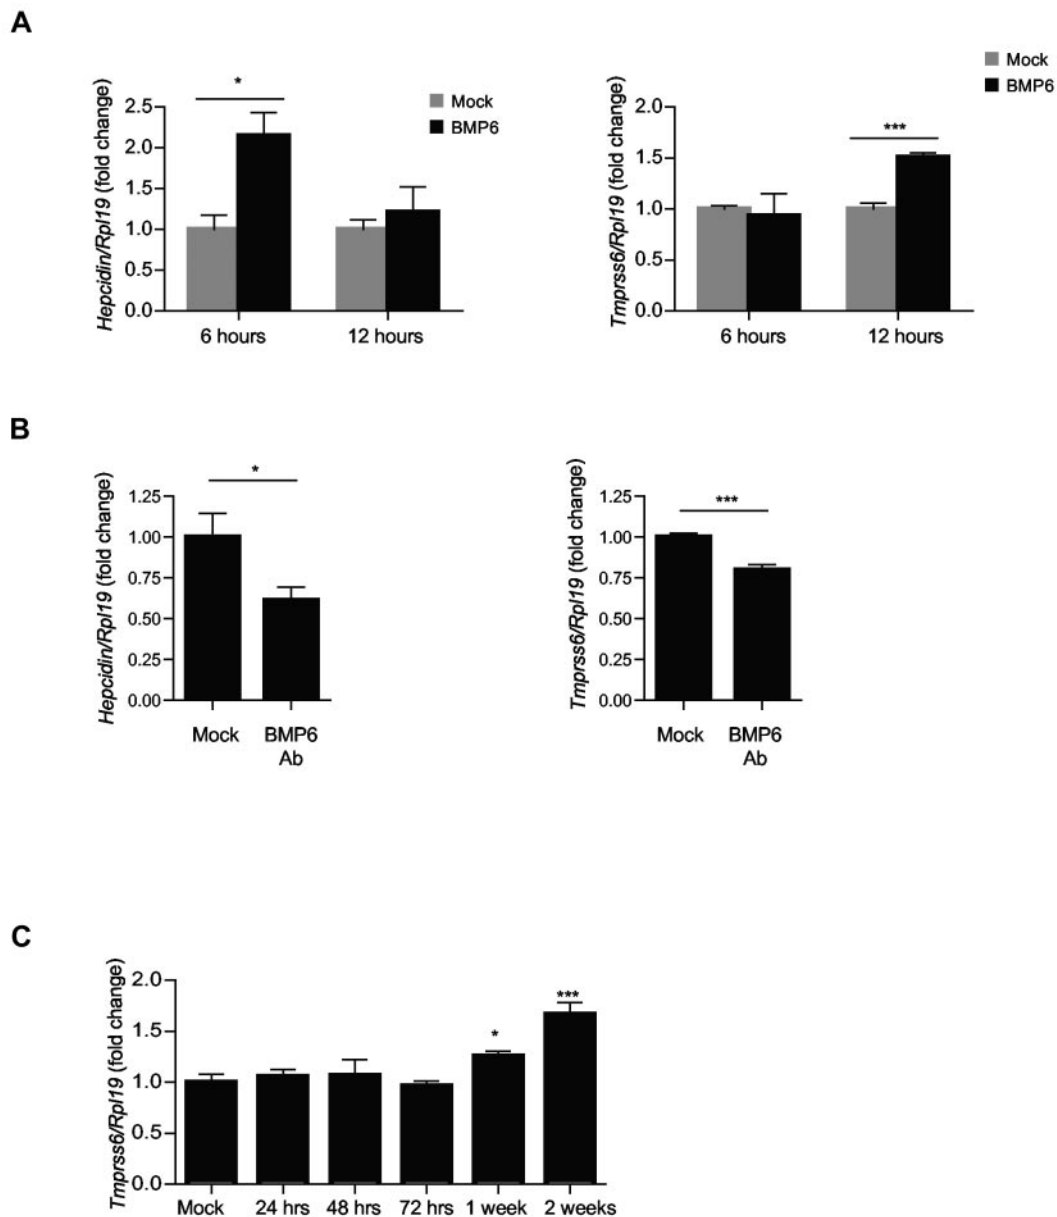 A
Hepcidin/Rpl19 (fold change)
2.5
2.0
1.5
1.0
0.5
0.0
*
Mock
BMP6
6 hours
12 hours
Tmprss6/Rpl19 (fold change)
2.0
1.5
1.0
0.5
0.0
***
Mock
BMP6
6 hours
12 hours
B
Hepcidin/Rpl19 (fold change)
1.25
1.00
0.75
0.50
0.25
0.00
*
Mock
BMP6
Ab
Tmprss6/Rpl19 (fold change)
1.25
1.00
0.75
0.50
0.25
0.00
***
Mock
BMP6
Ab
C
Tmprss6/Rpl19 (fold change)
2.0
1.5
1.0
0.5
0.0
*
***
Mock 24 hrs 48 hrs 72 hrs 1 week 2 weeks